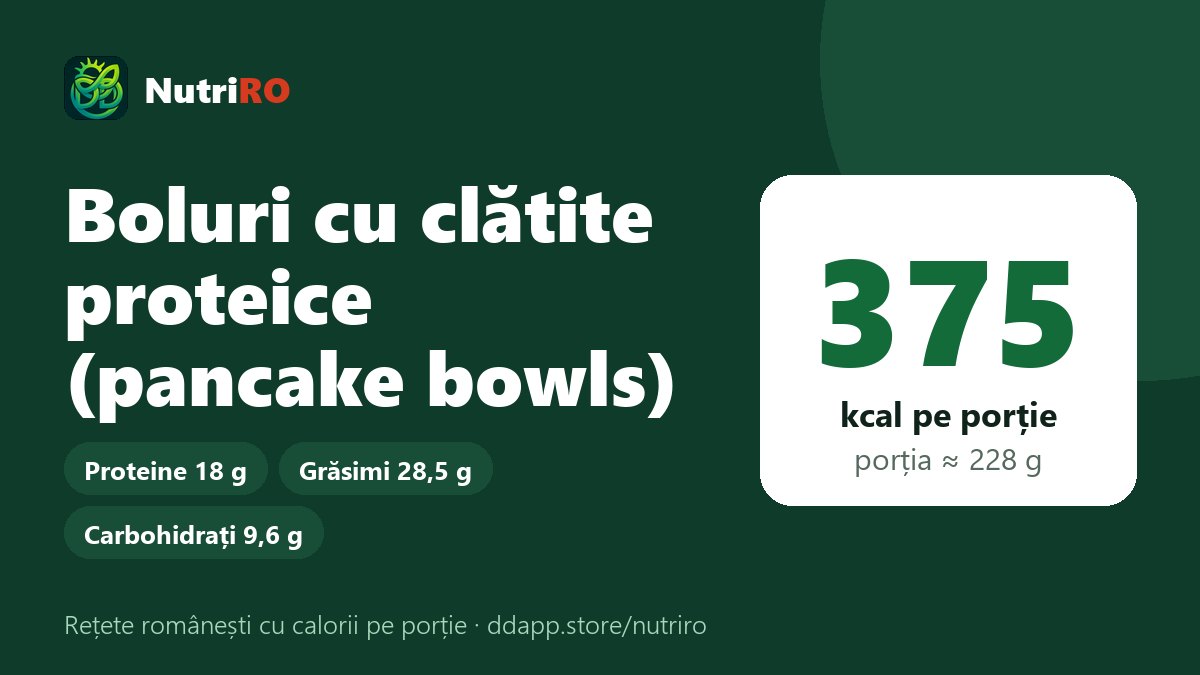 NutriRO
Boluri cu clătite
proteice
(pancake bowls)
Proteine 18 g
Grăsimi 28,5 g
Carbohidrați 9,6 g
375
kcal pe porție
porția ≈ 228 g
Rețete românești cu calorii pe porție · ddapp.store/nutriro